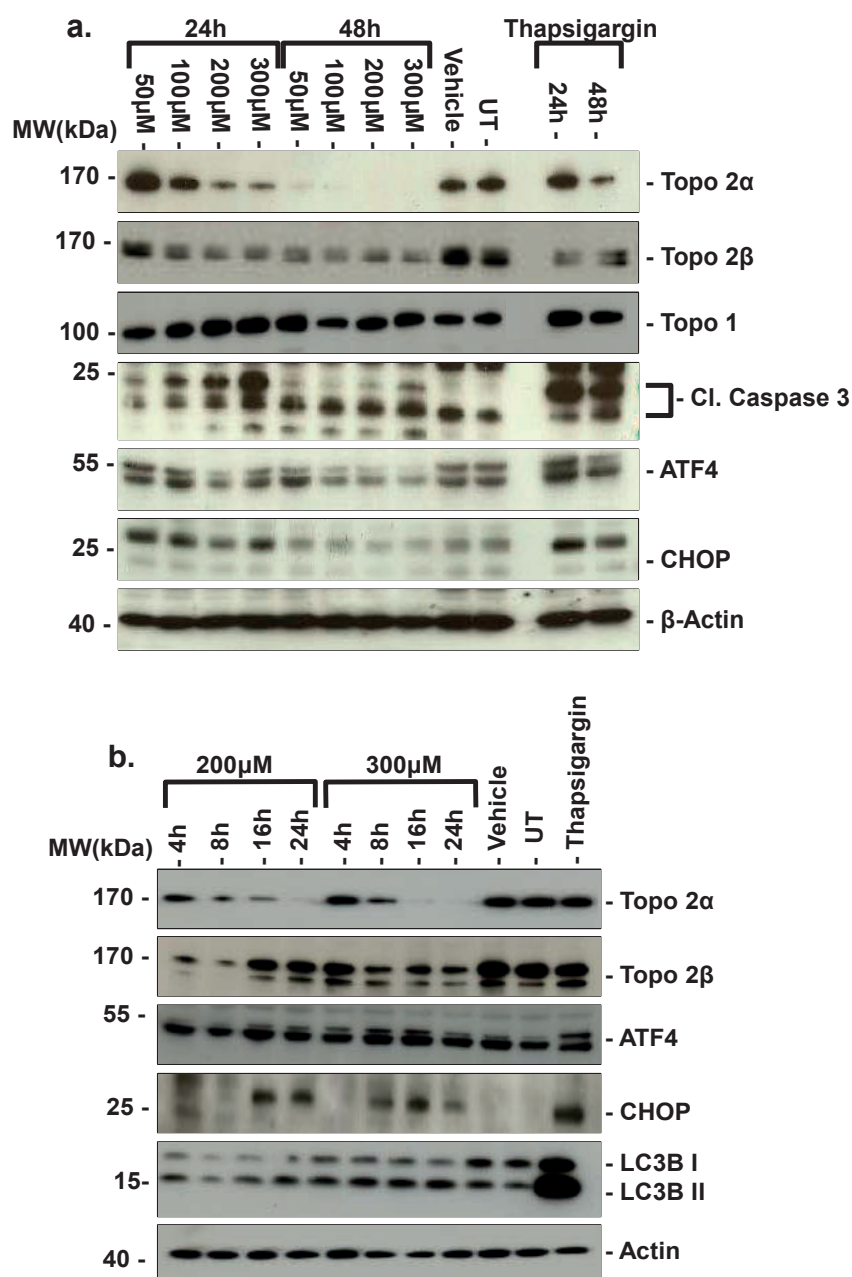 a.
24h 48h Thapsigargin
MW(kDa) 50µM - 100µM - 200µM - 300µM - 50µM - 100µM - 200µM - 300µM - Vehicle - UT - 24h - 48h -
170 - - Topo 2α
170 - - Topo 2β
100 - - Topo 1
25 - - Cl. Caspase 3
55 - - ATF4
25 - - CHOP
40 - - β-Actin
b.
200µM 300µM
MW(kDa) - 4h - 8h - 16h - 24h - 4h - 8h - 16h - 24h - Vehicle - UT - Thapsigargin
170 - - Topo 2α
170 - - Topo 2β
55 - - ATF4
25 - - CHOP
- LC3B I
15- - LC3B II
40 - - Actin